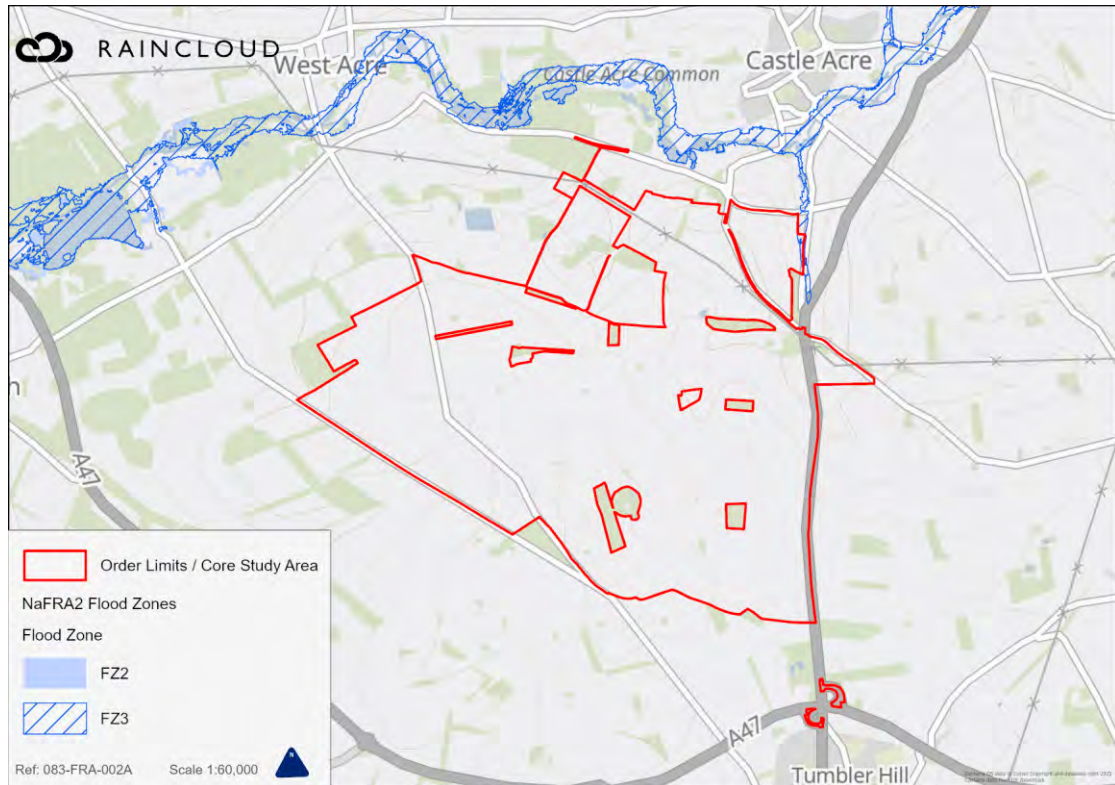 RAINCLOUD
West Acre
Castle Acre Common
Castle Acre
n
A47
Order Limits / Core Study Area
NaFRA2 Flood Zones
Flood Zone
FZ2
FZ3
Ref: 083-FRA-002A
Scale 1:60,000
N
A47
Tumbler Hill